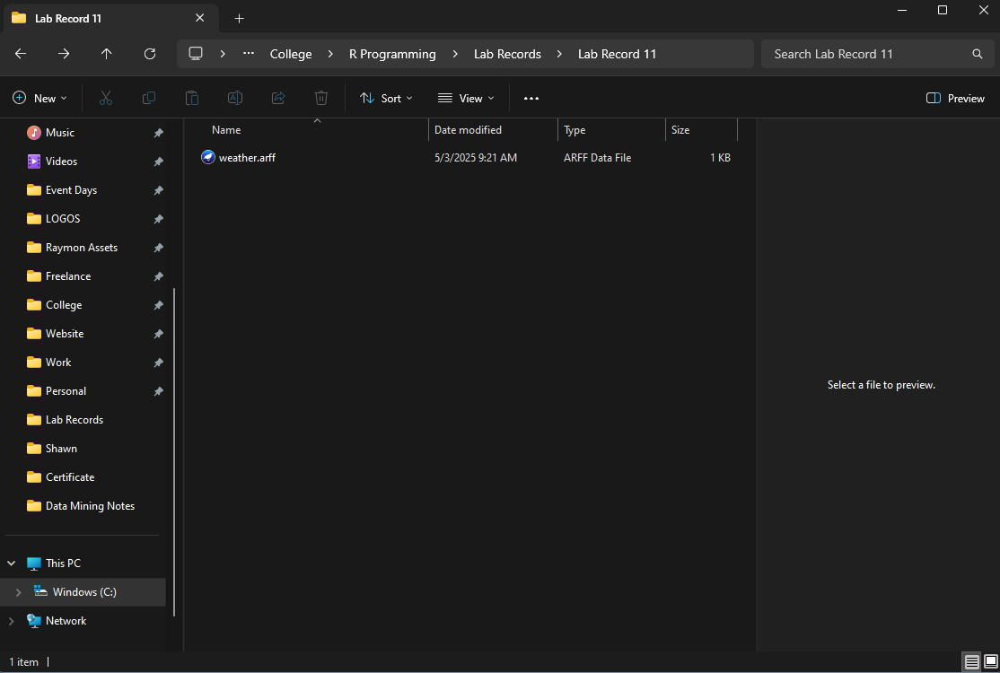 Lab Record 11
College
R Programming
Lab Records
Lab Record 11
Search Lab Record 11
New
Sort
View
Preview
Music
Videos
Event Days
LOGOS
Raymon Assets
Freelance
College
Website
Work
Personal
Lab Records
Shawn
Certificate
Data Mining Notes
This PC
Windows (C:)
Network
Name
Date modified
Type
Size
weather.arff
5/3/2025 9:21 AM
ARFF Data File
1 KB
Select a file to preview.
1 item